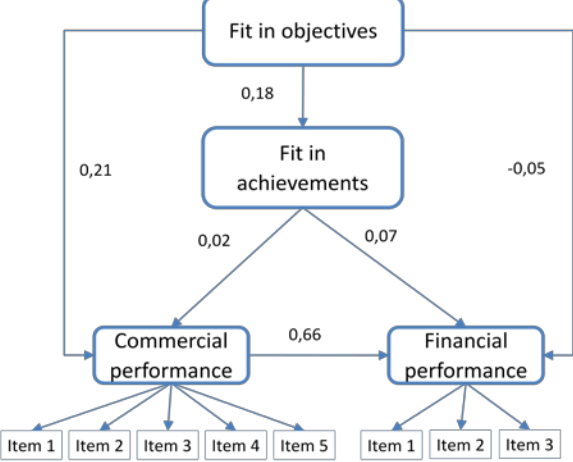 Fit in objectives
0,18
Fit in
achievements
0,21
-0,05
0,02
0,07
Commercial
performance
0,66
Financial
performance
Item 1
Item 2
Item 3
Item 4
Item 5
Item 1
Item 2
Item 3